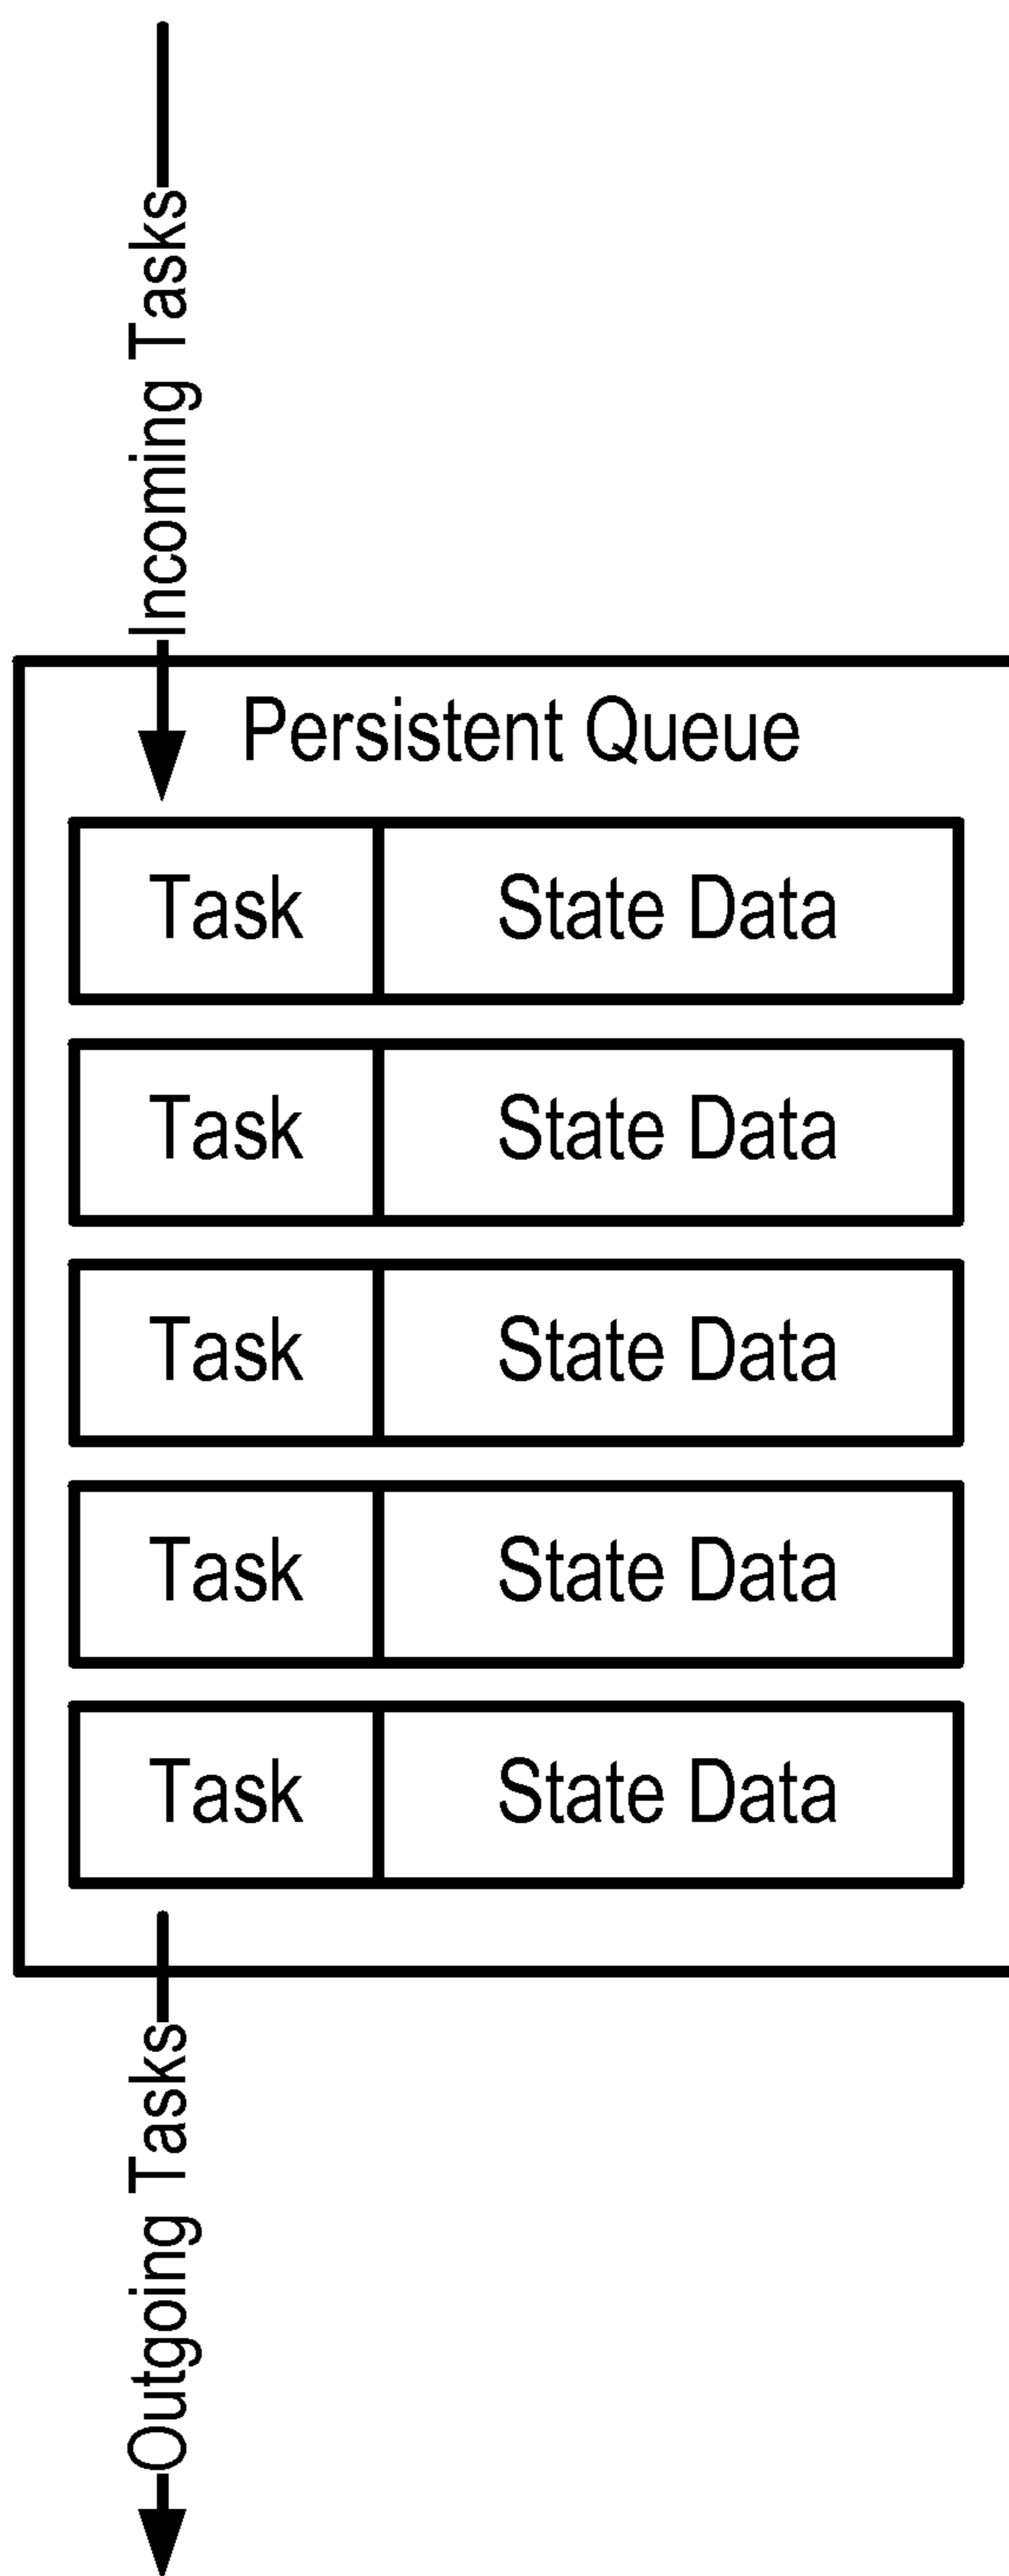 Incoming Tasks
Persistent Queue
Task State Data
Task State Data
Task State Data
Task State Data
Task State Data
Outgoing Tasks